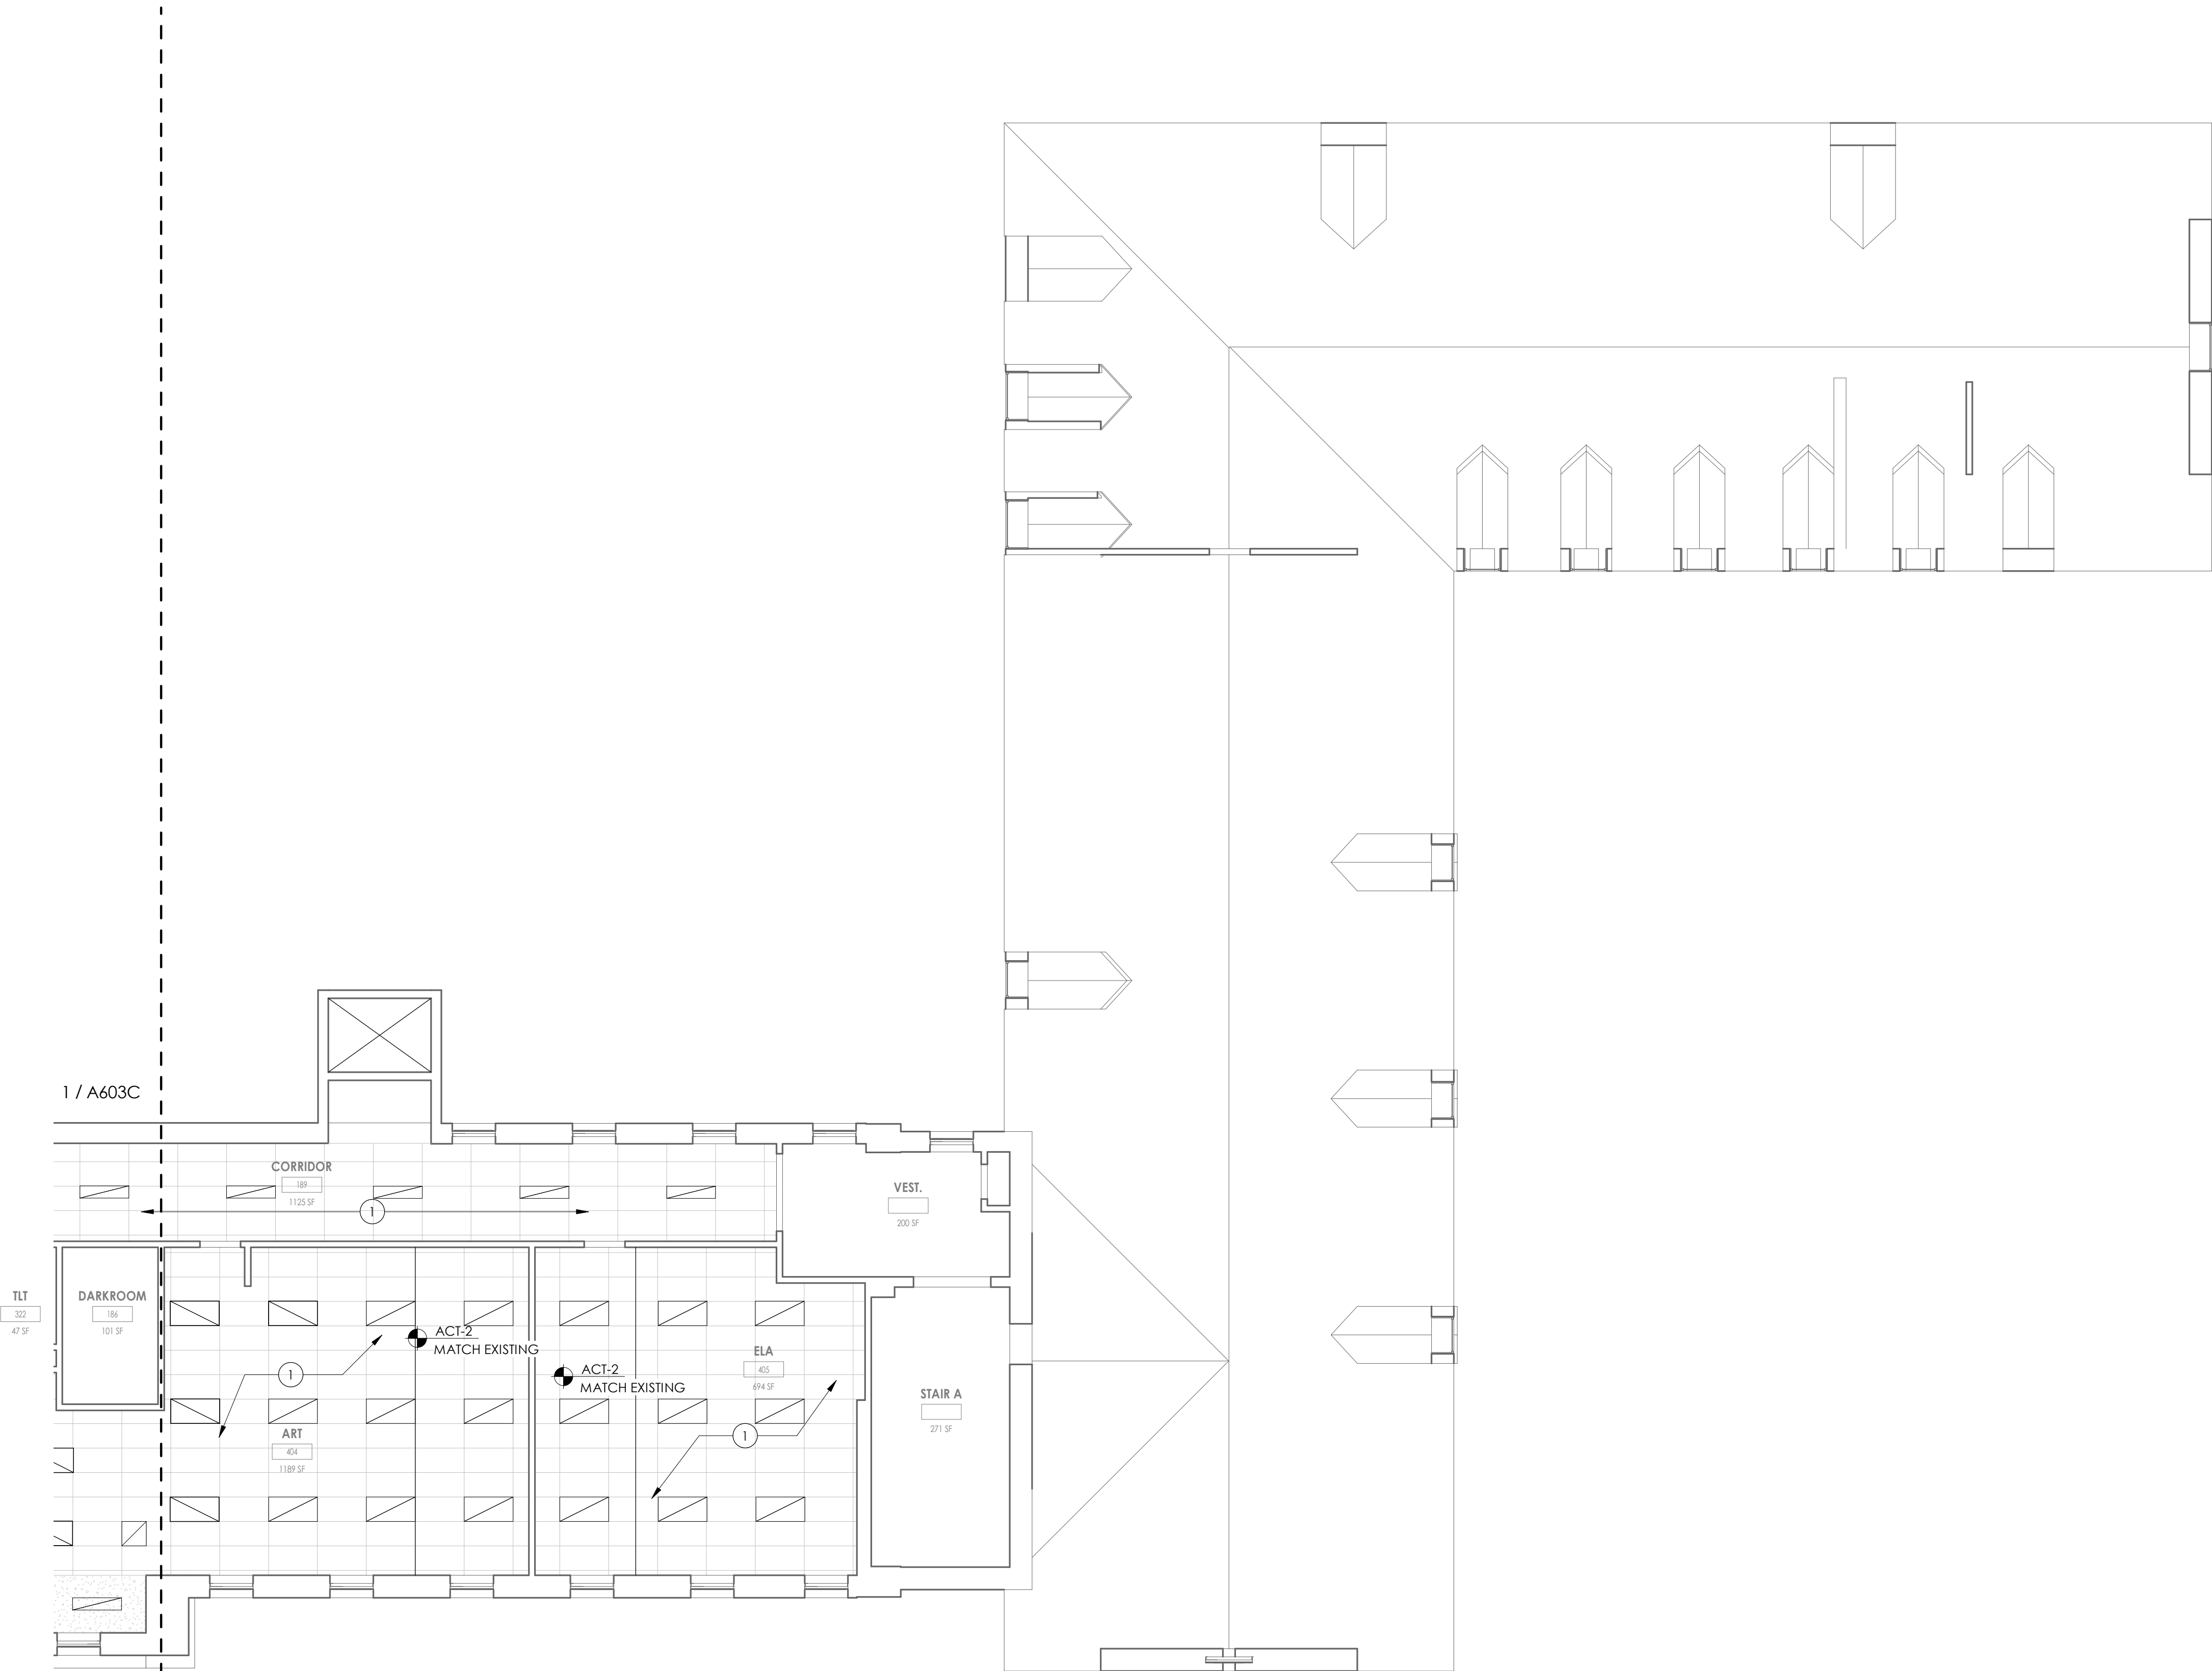 1 / A603C
CORRIDOR
189
1125 SF
1
VEST.
200 SF
TLT
322
47 SF
DARKROOM
186
101 SF
ACT-2
MATCH EXISTING
1
ACT-2
MATCH EXISTING
ELA
405
694 SF
STAIR A
271 SF
ART
404
1189 SF
1